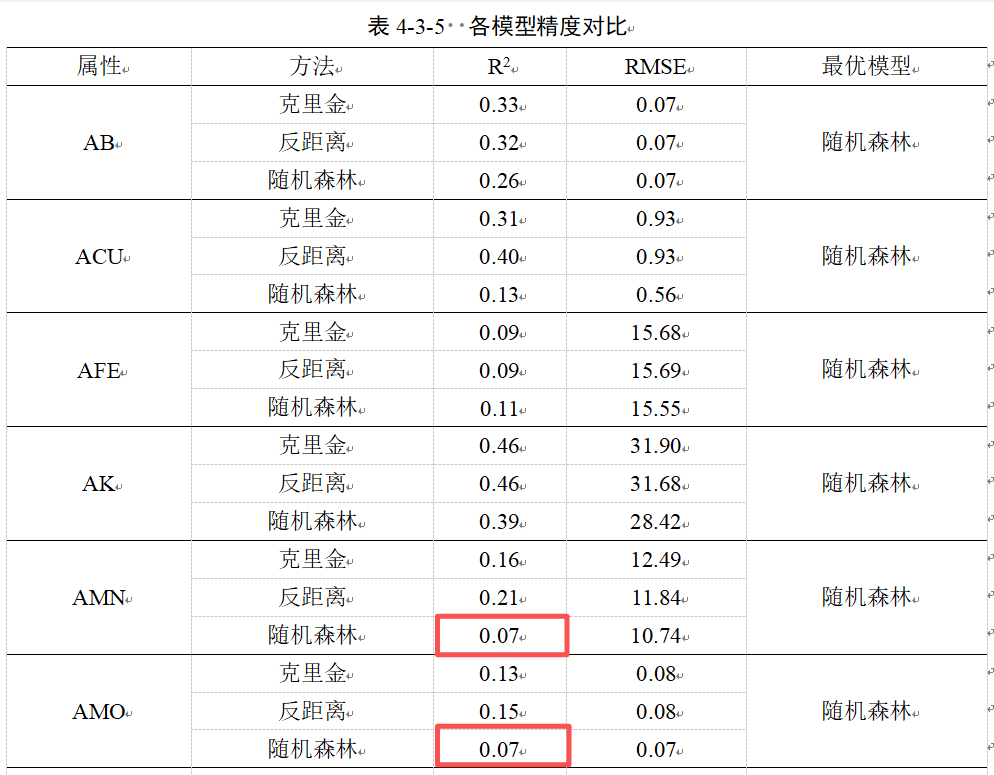 表 4-3-5 各模型精度对比
属性 方法 R² RMSE 最优模型
AB 克里金 0.33 0.07 随机森林
反距离 0.32 0.07
随机森林 0.26 0.07
ACU 克里金 0.31 0.93 随机森林
反距离 0.40 0.93
随机森林 0.13 0.56
AFE 克里金 0.09 15.68 随机森林
反距离 0.09 15.69
随机森林 0.11 15.55
AK 克里金 0.46 31.90 随机森林
反距离 0.46 31.68
随机森林 0.39 28.42
AMN 克里金 0.16 12.49 随机森林
反距离 0.21 11.84
随机森林 0.07 10.74
AMO 克里金 0.13 0.08 随机森林
反距离 0.15 0.08
随机森林 0.07 0.07